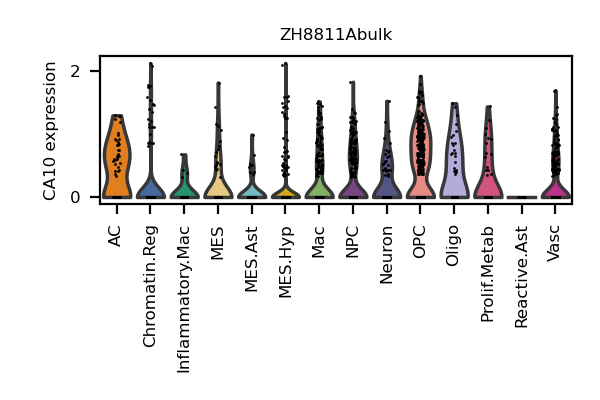 ZH8811Abulk
CA10 expression
2
0
AC
Chromatin.Reg
Inflammatory.Mac
MES
MES.Ast
MES.Hyp
Mac
NPC
Neuron
OPC
Oligo
Prolif.Metab
Reactive.Ast
Vasc